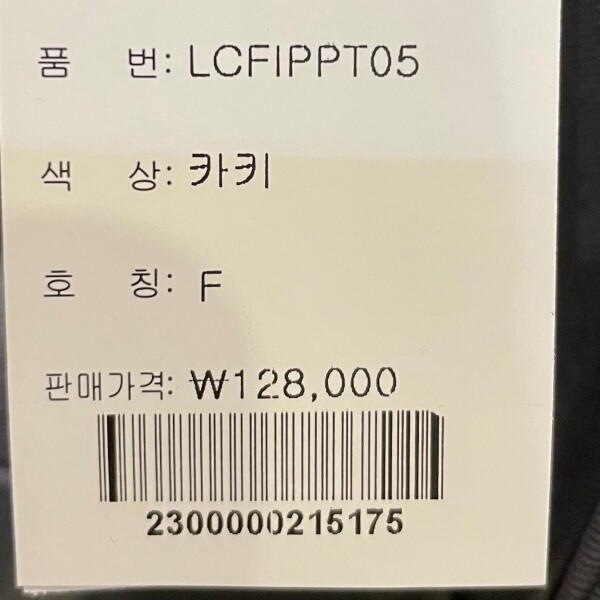 품 번: LCFIPPT05
색 상: 카키
호 칭: F
판매가격: ₩128,000
2300000215175